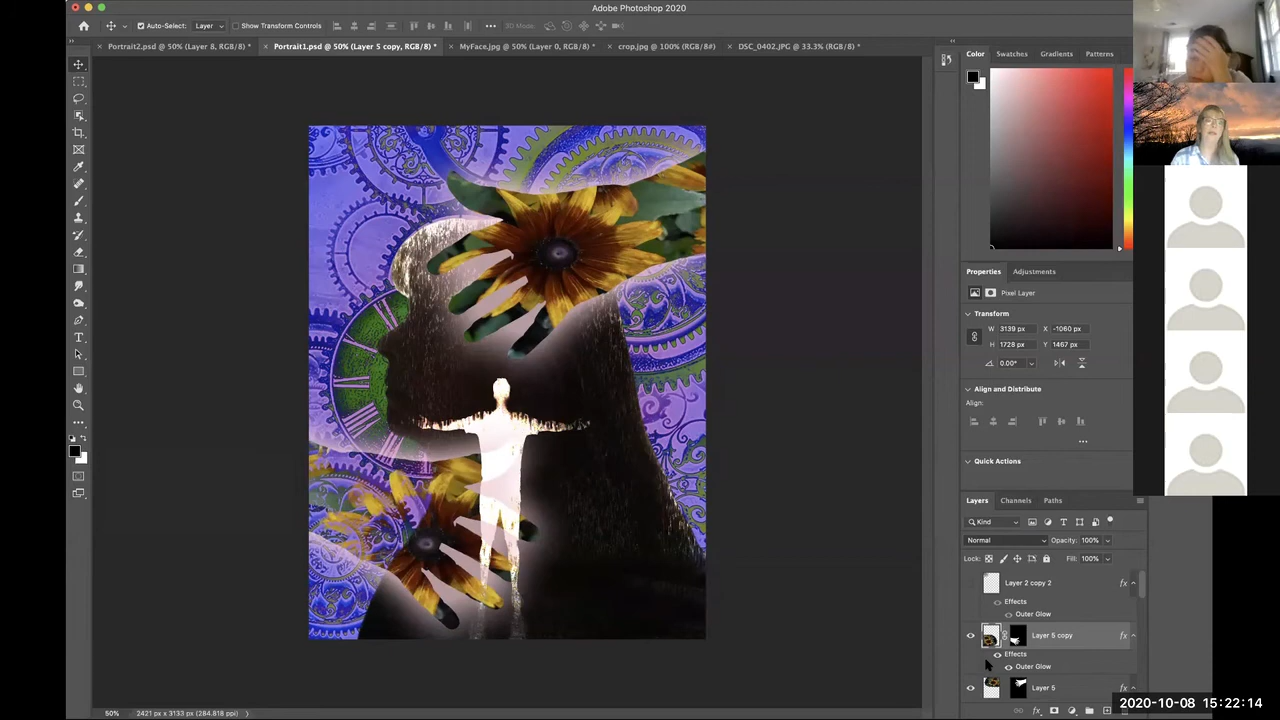 Adobe Photoshop 2020
Auto-Select: Layer Show Transform Controls 3D Mode:
Portrait2.psd @ 50% (Layer 8, RGB/8) * Portrait1.psd @ 50% (Layer 5 copy, RGB/8) * MyFace.jpg @ 50% (Layer 0, RGB/8) * crop.jpg @ 100% (RGB/8#) DSC_0402.JPG @ 33.3% (RGB/8) *
Color Swatches Gradients Patterns
Properties Adjustments
Pixel Layer
Transform
W 3139 px X -1060 px
H 1728 px Y 1467 px
0.00°
Align and Distribute
Align:
Quick Actions
Layers Channels Paths
Kind
Normal Opacity: 100%
Lock: Fill: 100%
Layer 2 copy 2 fx
Effects
Outer Glow
Layer 5 copy fx
Effects
Outer Glow
Layer 5 fx
50% 2421 px x 3133 px (284.818 ppi)
2020-10-08 15:22:14